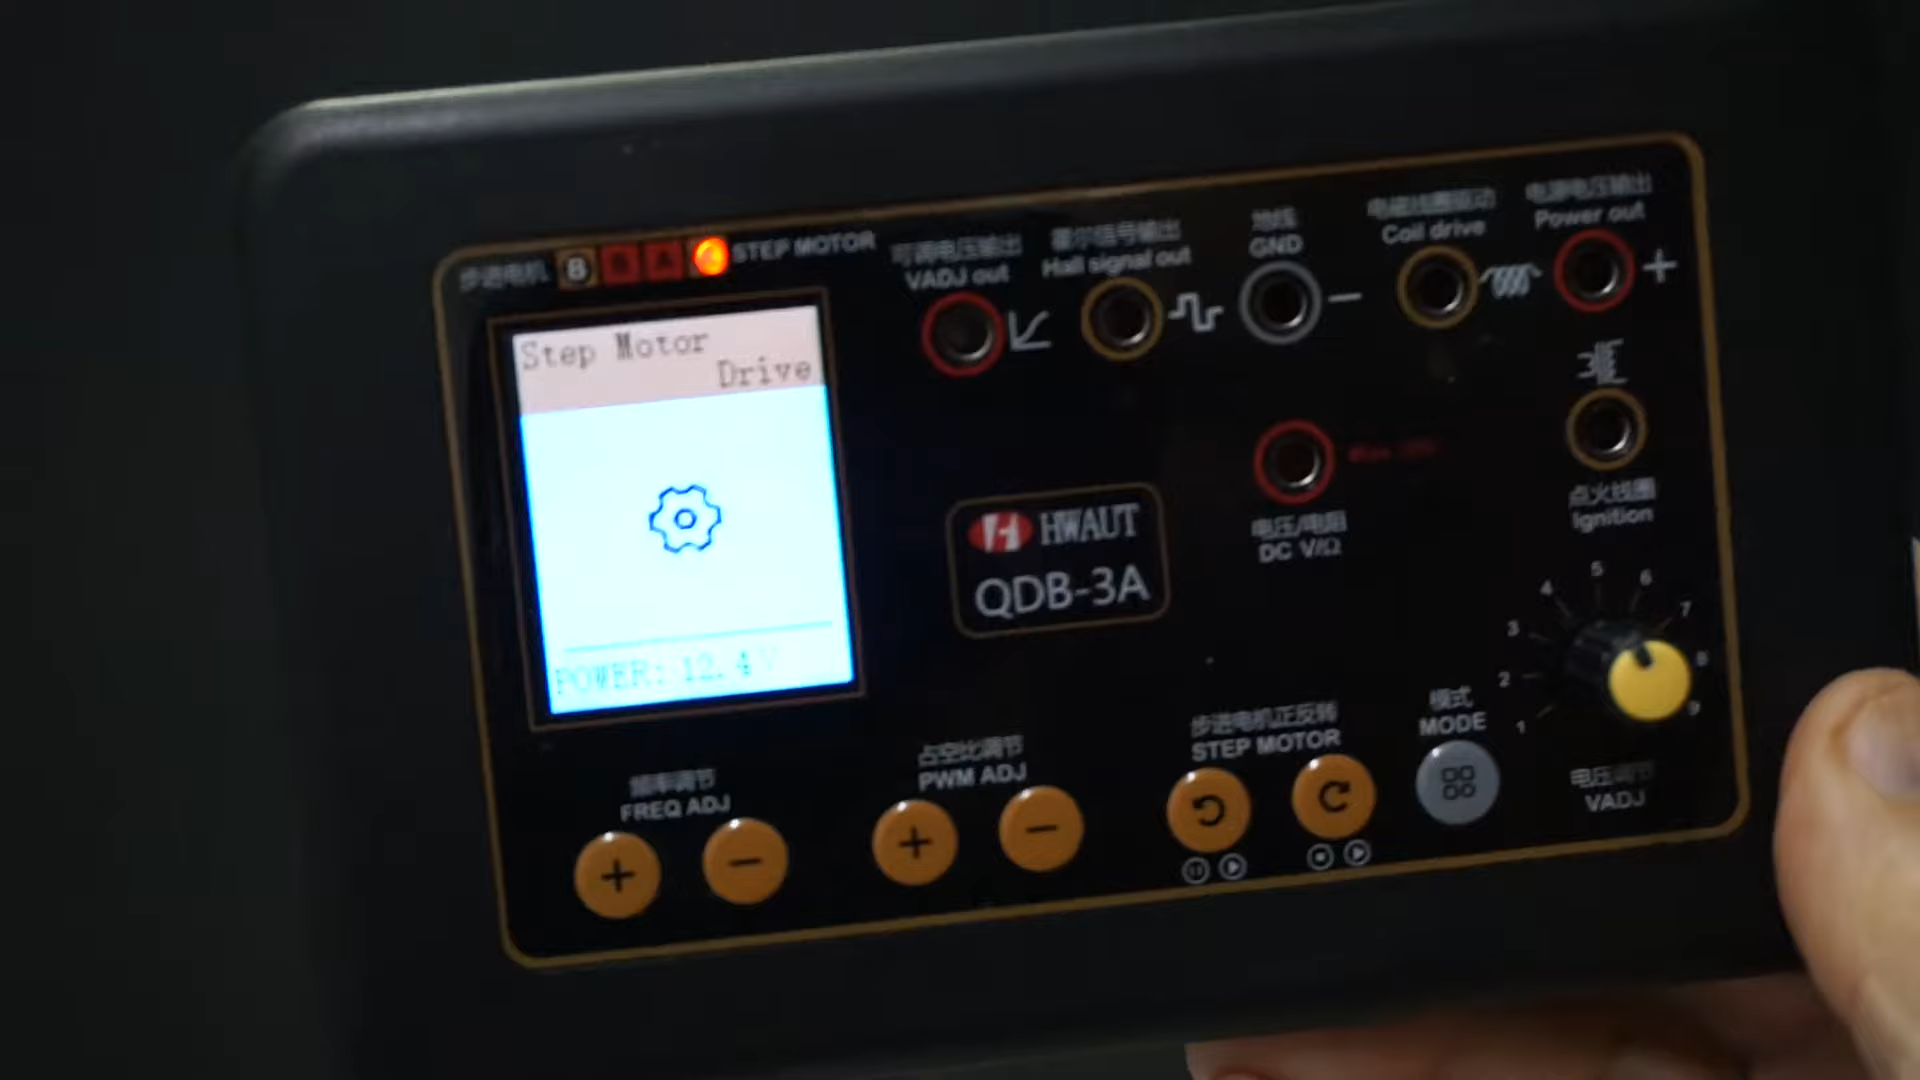 步进电机 B B A A STEP MOTOR
可调电压输出
VADJ out
霍尔信号输出
Hall signal out
地线
GND
电磁线圈驱动
Coil drive
电源电压输出
Power out
Step Motor
Drive
POWER: 12.4V
HWAUT
QDB-3A
电压/电阻
DC V/Ω
点火线圈
Ignition
1 2 3 4 5 6 7 8 9
电压调节
VADJ
频率调节
FREQ ADJ
占空比调节
PWM ADJ
步进电机正反转
STEP MOTOR
模式
MODE